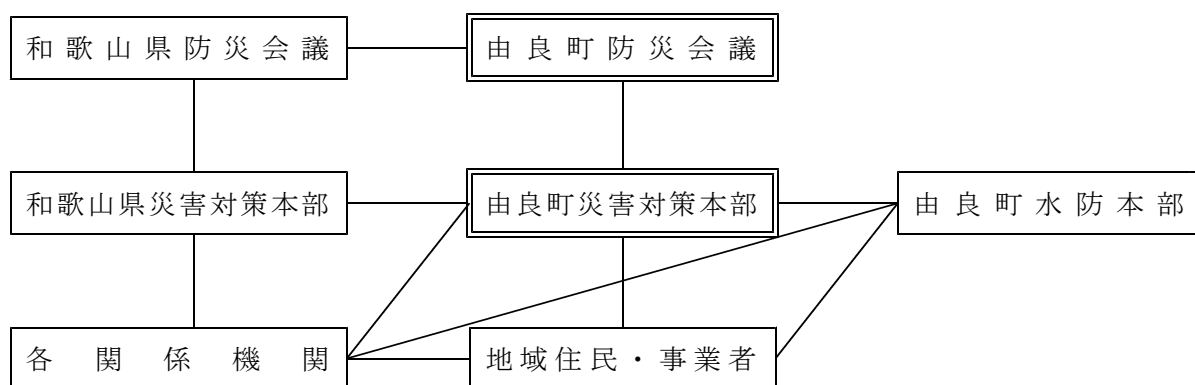 和歌山県防災会議
由良町防災会議
和歌山県災害対策本部
由良町災害対策本部
由良町水防本部
各関係機関
地域住民・事業者